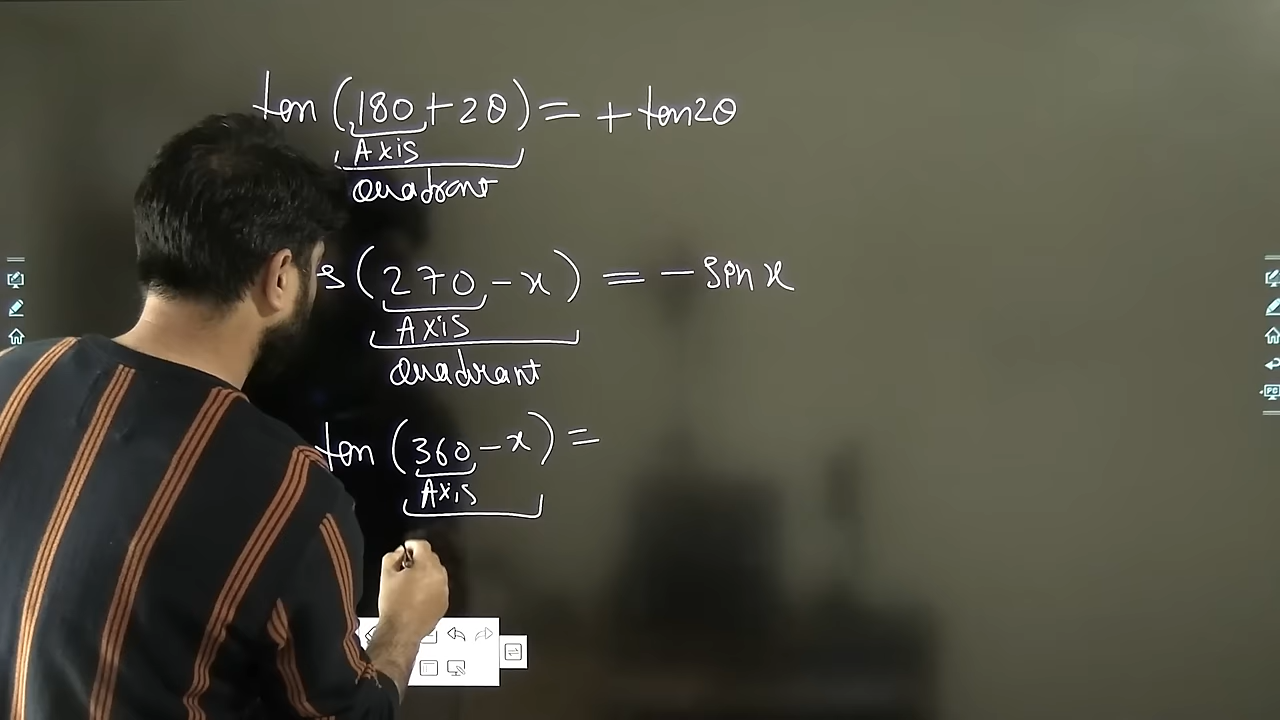 tan (180+2θ) = + tan2θ
Axis
Quadrant
s (270-x) = - Sin x
Axis
Quadrant
tan (360-x) =
Axis